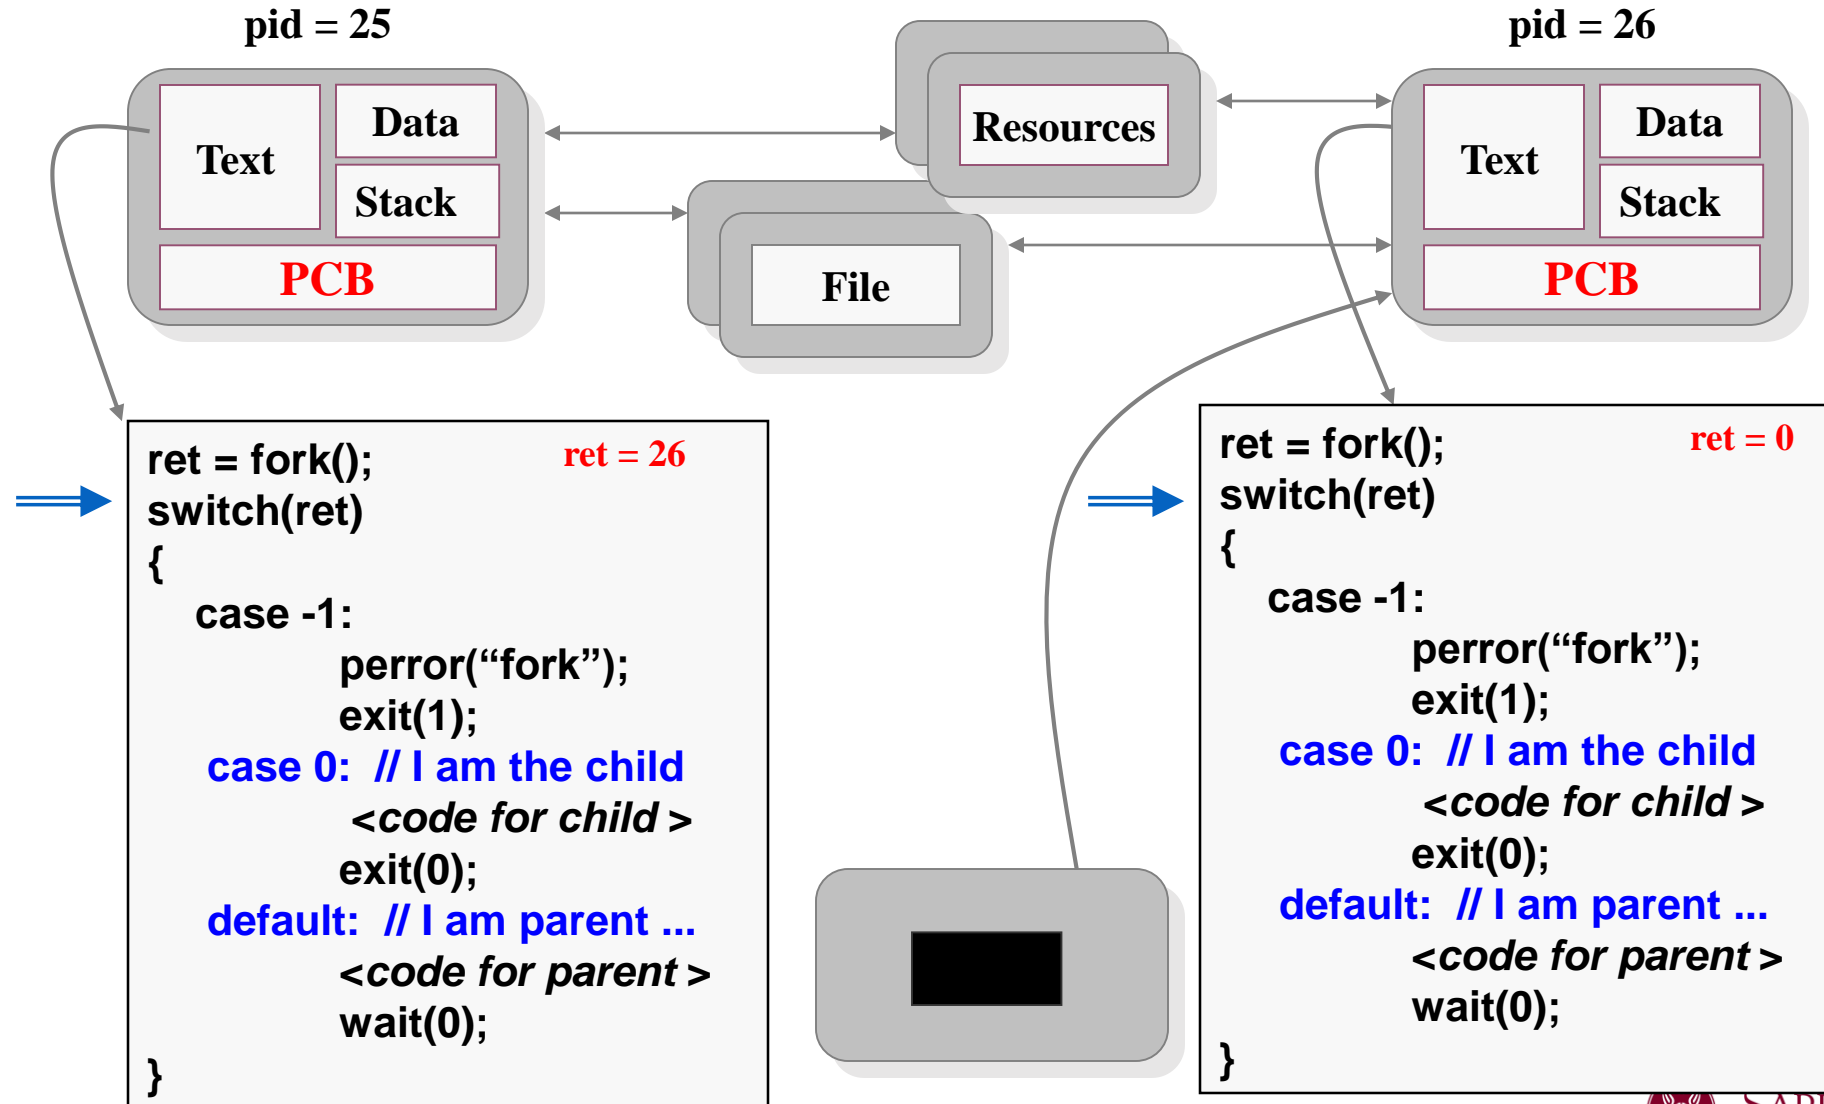 pid = 25
pid = 26
Text
Data
Stack
PCB
Resources
File
Text
Data
Stack
PCB
ret = fork();
ret = 26
switch(ret)
{
case -1:
perror(“fork”);
exit(1);
case 0: // I am the child
<code for child >
exit(0);
default: // I am parent ...
<code for parent >
wait(0);
}
ret = fork();
ret = 0
switch(ret)
{
case -1:
perror(“fork”);
exit(1);
case 0: // I am the child
<code for child >
exit(0);
default: // I am parent ...
<code for parent >
wait(0);
}